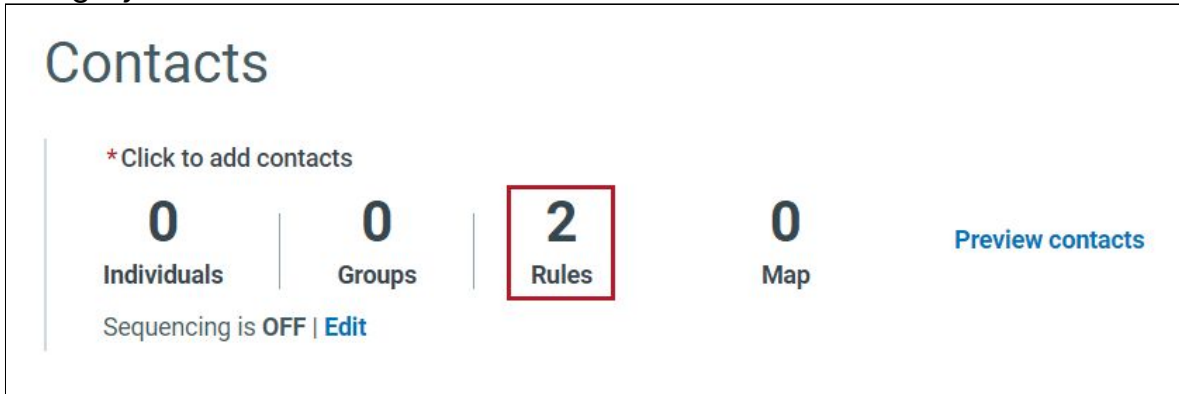 Contacts
*Click to add contacts
0 0 2 0
Preview contacts
Individuals Groups Rules Map
Sequencing is OFF | Edit